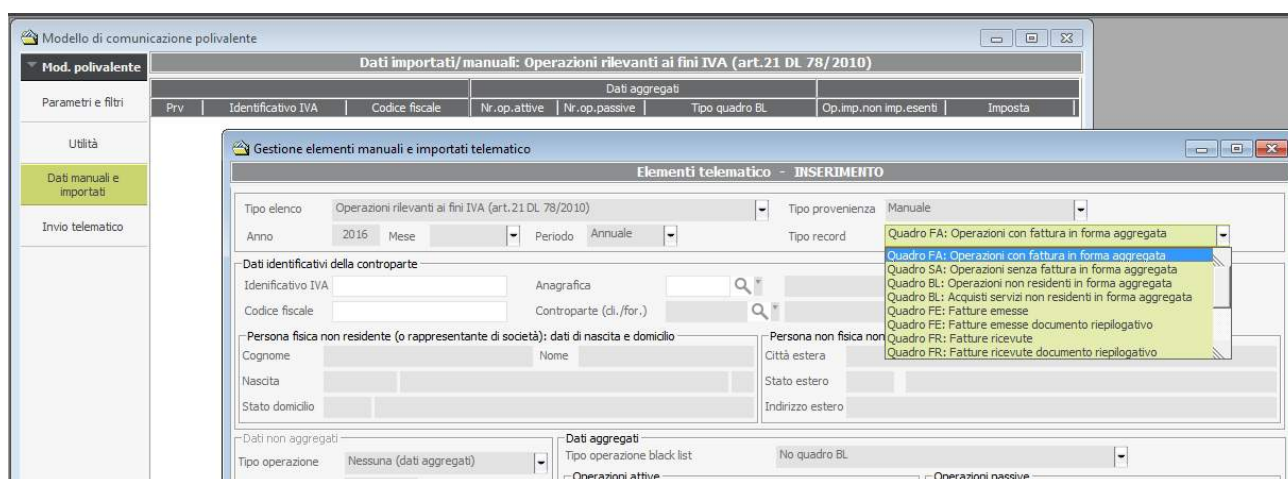 Modello di comunicazione polivalente
Mod. polivalente
Dati importati/manuali: Operazioni rilevanti ai fini IVA (art.21 DL 78/2010)
Dati aggregati
Prv Identificativo IVA Codice fiscale Nr.op.attive Nr.op.passive Tipo quadro BL Op.imp.non imp.esenti Imposta
Parametri e filtri
Utilità
Dati manuali e importati
Invio telematico
Gestione elementi manuali e importati telematico
Elementi telematico - INSERIMENTO
Tipo elenco Operazioni rilevanti ai fini IVA (art.21 DL 78/2010) Tipo provenienza Manuale
Anno 2016 Mese Periodo Annuale Tipo record Quadro FA: Operazioni con fattura in forma aggregata
Quadro FA: Operazioni con fattura in forma aggregata
Quadro SA: Operazioni senza fattura in forma aggregata
Quadro BL: Operazioni non residenti in forma aggregata
Quadro BL: Acquisti servizi non residenti in forma aggregata
Quadro FE: Fatture emesse
Quadro FE: Fatture emesse documento riepilogativo
Quadro FR: Fatture ricevute
Quadro FR: Fatture ricevute documento riepilogativo
Dati identificativi della controparte
Idenificativo IVA Anagrafica
Codice fiscale Controparte (cli./for.)
Persona fisica non residente (o rappresentante di società): dati di nascita e domicilio Persona non fisica non
Cognome Nome Città estera
Nascita Stato estero
Stato domicilio Indirizzo estero
Dati non aggregati Dati aggregati
Tipo operazione Nessuna (dati aggregati) Tipo operazione black list No quadro BL
Operazioni attive Operazioni passive